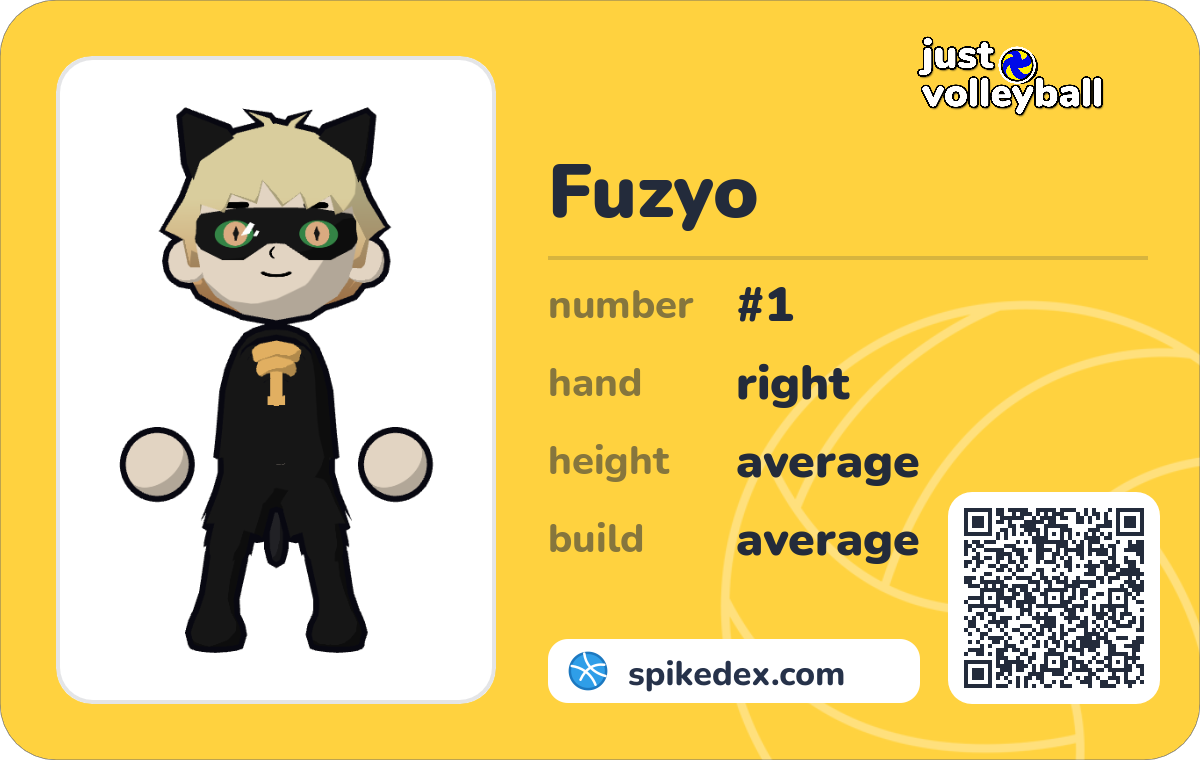 just
volleyball
Fuzyo
number #1
hand right
height average
build average
spikedex.com